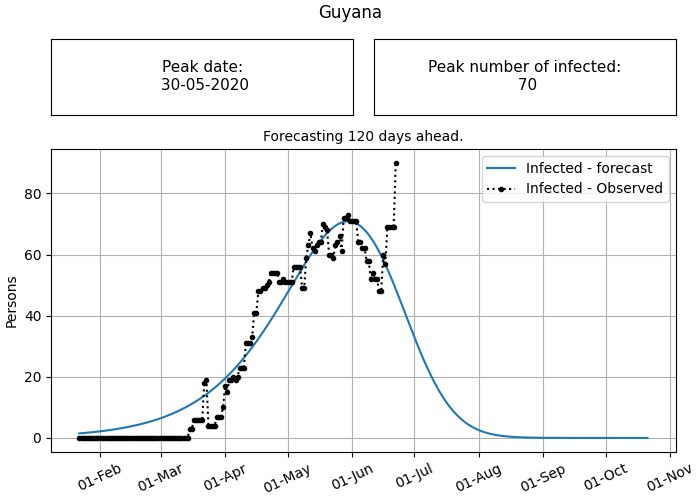 Guyana
Peak date:
30-05-2020
Peak number of infected:
70
Forecasting 120 days ahead.
Infected - forecast
Infected - Observed
Persons
80
60
40
20
0
01-Feb
01-Mar
01-Apr
01-May
01-Jun
01-Jul
01-Aug
01-Sep
01-Oct
01-Nov